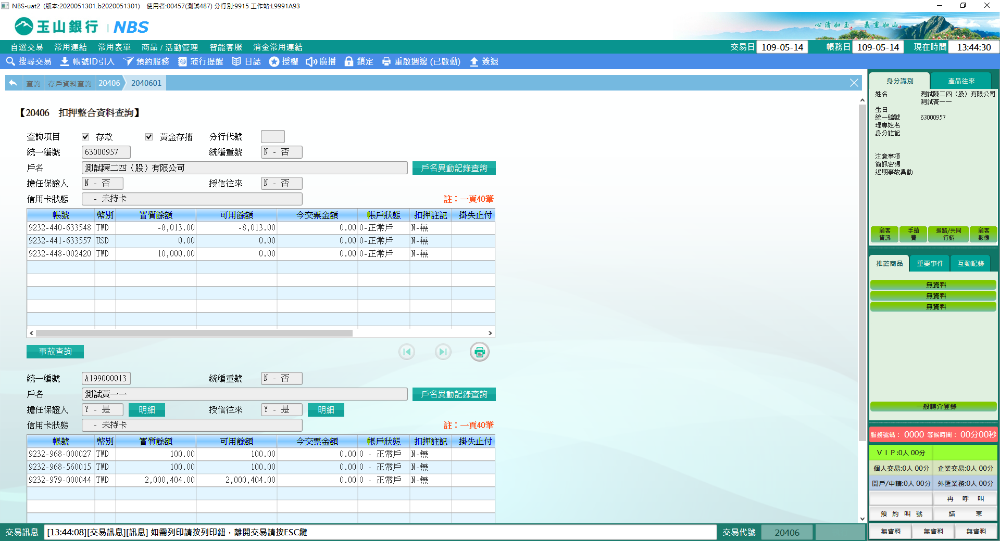 NBS-uat2 (版本:2020051301.b2020051301) 使用者:00457(測試487) 分行別:9915 工作站:L9991A93
玉山銀行 | NBS
心清如玉 義重如山
自選交易 常用連結 常用表單 商品 / 活動管理 智能客服 消金常用連結
交易日 109-05-14 帳務日 109-05-14 現在時間 13:44:30
搜尋交易 帳號ID引入 預約服務 蒞行提醒 日誌 授權 廣播 鎖定 重啟週邊 (已啟動) 簽退
查詢 存戶資料查詢 20406 2040601
【20406 扣押整合資料查詢】
查詢項目 存款 黃金存摺 分行代號
統一編號 63000957 統編重號 N - 否
戶名 測試陳二四（股）有限公司 戶名異動記錄查詢
擔任保證人 N - 否 授信往來 N - 否
信用卡狀態 - 未持卡 註：一頁40筆
帳號 幣別 實質餘額 可用餘額 今交票金額 帳戶狀態 扣押註記 掛失止付
9232-440-633548 TWD -8,013.00 -8,013.00 0.00 0-正常戶 N-無
9232-441-633557 USD 0.00 0.00 0.00 0-正常戶 N-無
9232-448-002420 TWD 10,000.00 0.00 0.00 0-正常戶 N-無
事故查詢
統一編號 A199000013 統編重號 N - 否
戶名 測試黃一一 戶名異動記錄查詢
擔任保證人 Y - 是 明細 授信往來 Y - 是 明細
信用卡狀態 - 未持卡 註：一頁40筆
帳號 幣別 實質餘額 可用餘額 今交票金額 帳戶狀態 扣押註記 掛失止付
9232-968-000027 TWD 100.00 100.00 0.00 0 - 正常戶 N-無
9232-968-560015 TWD 100.00 100.00 0.00 0 - 正常戶 N-無
9232-979-000044 TWD 2,000,404.00 2,000,404.00 0.00 0 - 正常戶 N-無
交易訊息 [13:44:08][交易訊息][訊息] 如需列印請按列印鈕，離開交易請按ESC鍵
交易代號 20406
身分識別 產品往來
姓名 測試陳二四（股）有限公司
測試黃一一
生日
統一編號 63000957
理專姓名
身分註記
注意事項
簡訊密碼
近期事故異動
顧客資訊 手續費 通路/共同行銷 顧客影像
推薦商品 重要事件 互動記錄
無資料
無資料
無資料
一般轉介登錄
服務號碼： 0000 等候時間： 00分00秒
ＶＩＰ:0人 00分
個人交易:0人 00分 企業交易:0人 00分
開戶/申請:0人 00分 外匯業務:0人 00分
再 呼 叫
預 約 叫 號 結 束
無資料 無資料 無資料